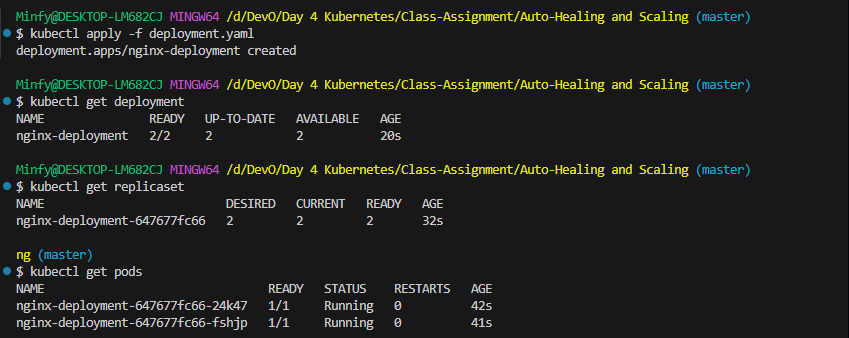 Minfy@DESKTOP-LM682CJ MINGW64 /d/DevO/Day 4 Kubernetes/Class-Assignment/Auto-Healing and Scaling (master)
$ kubectl apply -f deployment.yaml
deployment.apps/nginx-deployment created
Minfy@DESKTOP-LM682CJ MINGW64 /d/DevO/Day 4 Kubernetes/Class-Assignment/Auto-Healing and Scaling (master)
$ kubectl get deployment
NAME READY UP-TO-DATE AVAILABLE AGE
nginx-deployment 2/2 2 2 20s
Minfy@DESKTOP-LM682CJ MINGW64 /d/DevO/Day 4 Kubernetes/Class-Assignment/Auto-Healing and Scaling (master)
$ kubectl get replicaset
NAME DESIRED CURRENT READY AGE
nginx-deployment-647677fc66 2 2 2 32s
ng (master)
$ kubectl get pods
NAME READY STATUS RESTARTS AGE
nginx-deployment-647677fc66-24k47 1/1 Running 0 42s
nginx-deployment-647677fc66-fshjp 1/1 Running 0 41s